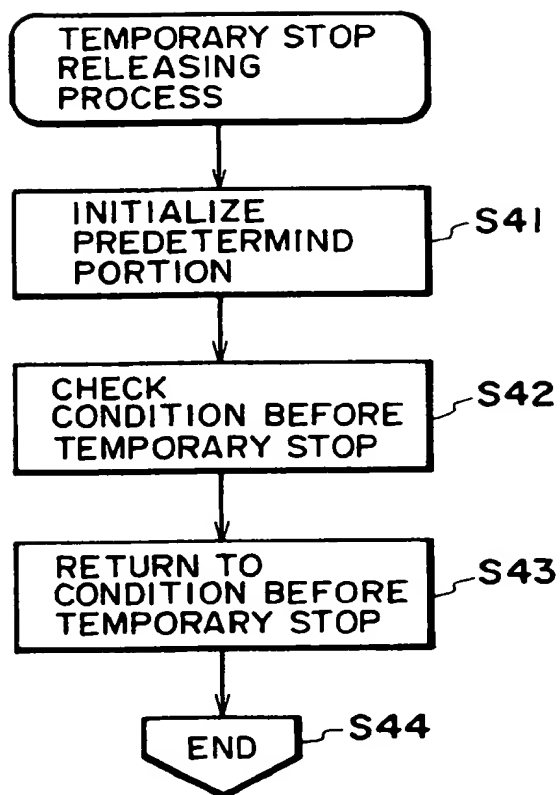 TEMPORARY STOP
RELEASING
PROCESS
INITIALIZE
PREDETERMIND
PORTION
S41
CHECK
CONDITION BEFORE
TEMPORARY STOP
S42
RETURN TO
CONDITION BEFORE
TEMPORARY STOP
S43
END
S44